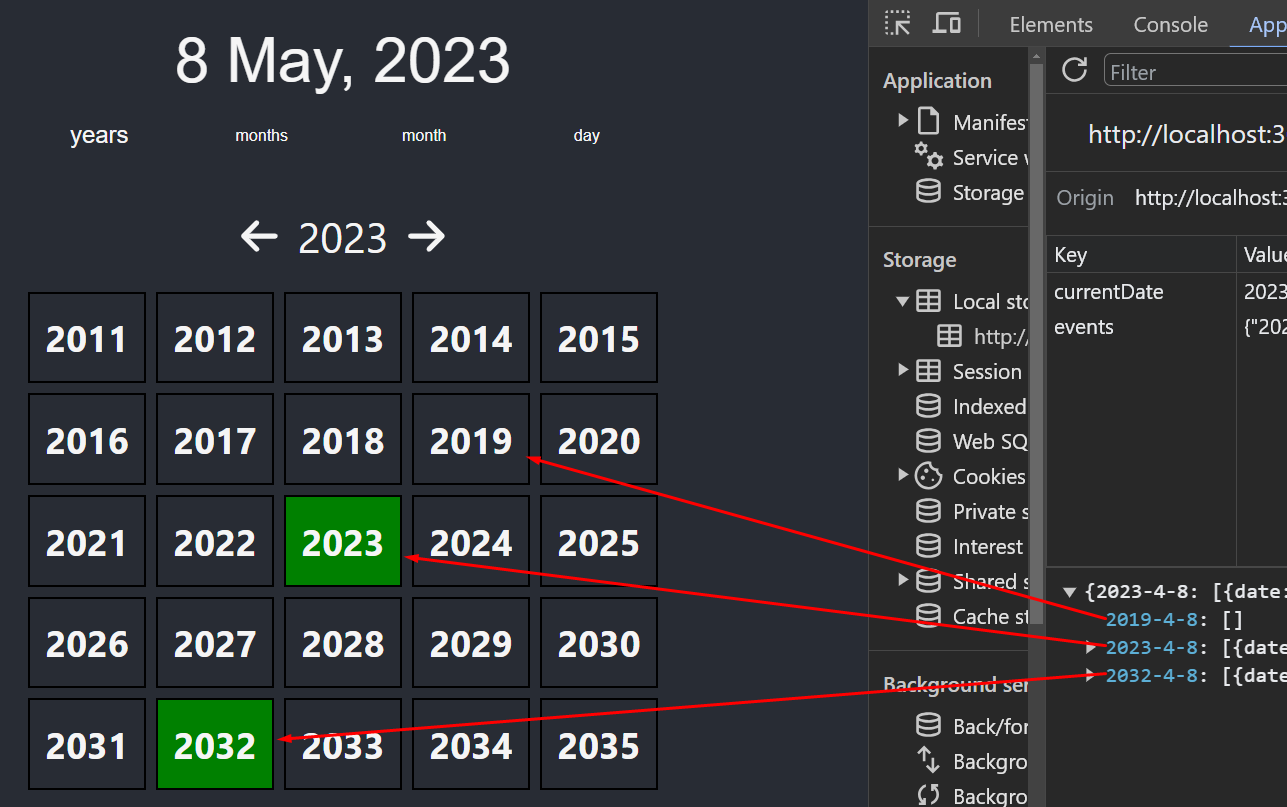 8 May, 2023
years months month day
2023
2011 2012 2013 2014 2015
2016 2017 2018 2019 2020
2021 2022 2023 2024 2025
2026 2027 2028 2029 2030
2031 2032 2033 2034 2035
Elements Console App
Application
Manifes
Service v
Storage
Storage
Local sto
http:/
Session
Indexed
Web SQ
Cookies
Private s
Interest
Shared s
Cache st
Background ser
Back/for
Backgro
Backgro
Filter
http://localhost:3
Origin http://localhost:3
Key Value
currentDate 2023
events {"202
{2023-4-8: [{date:
2019-4-8: []
2023-4-8: [{date
2032-4-8: [{date